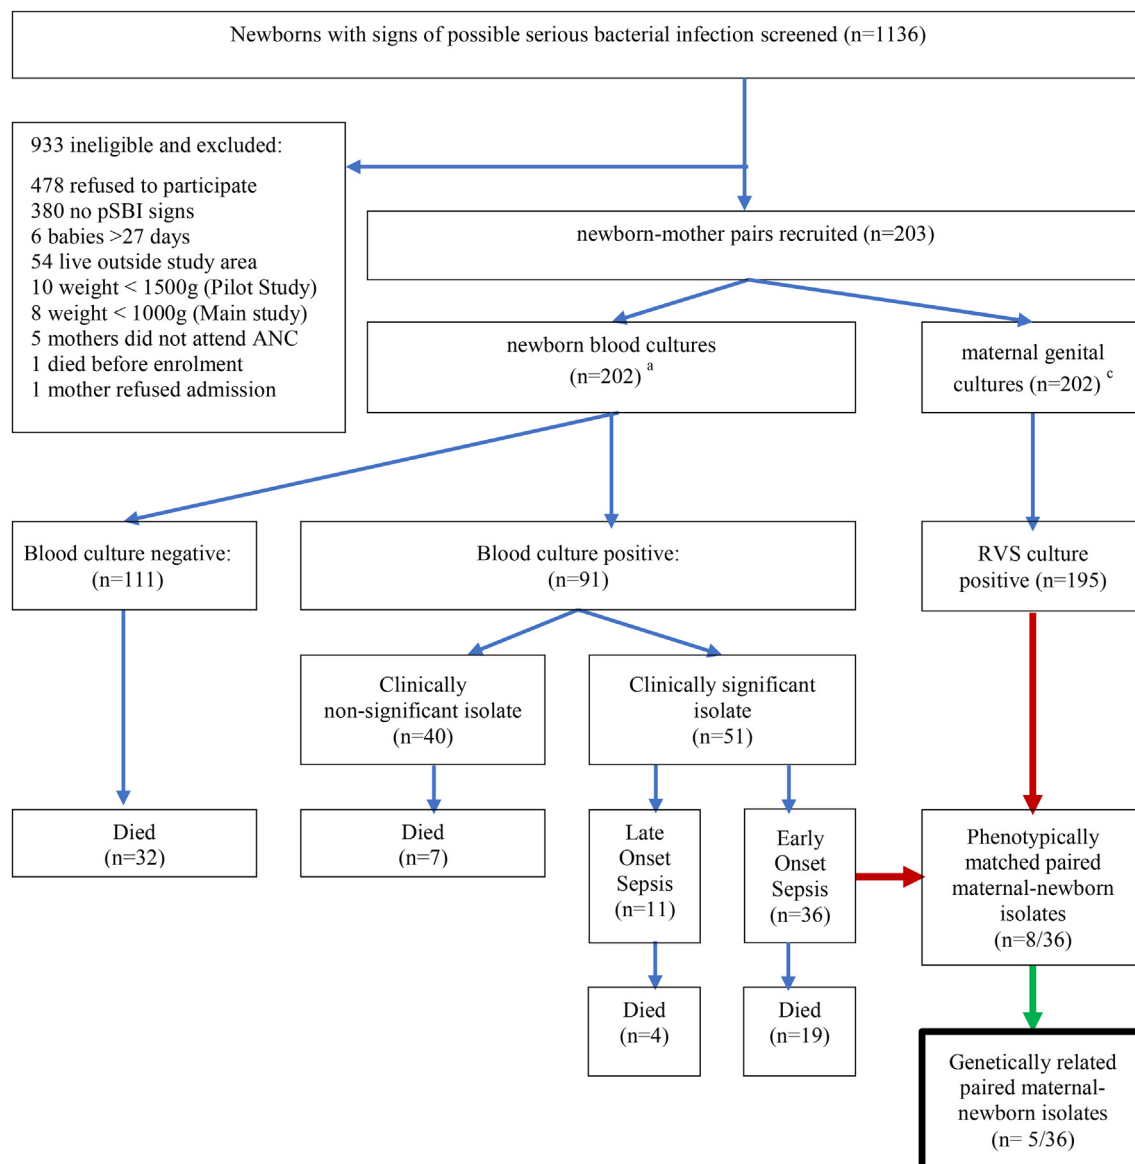 Newborns with signs of possible serious bacterial infection screened (n=1136)
933 ineligible and excluded:
478 refused to participate
380 no pSBI signs
6 babies >27 days
54 live outside study area
10 weight < 1500g (Pilot Study)
8 weight < 1000g (Main study)
5 mothers did not attend ANC
1 died before enrolment
1 mother refused admission
newborn-mother pairs recruited (n=203)
newborn blood cultures
(n=202) a
maternal genital
cultures (n=202) c
Blood culture negative:
(n=111)
Blood culture positive:
(n=91)
RVS culture
positive (n=195)
Clinically
non-significant isolate
(n=40)
Clinically significant
isolate
(n=51)
Died
(n=32)
Died
(n=7)
Late
Onset
Sepsis
(n=11)
Early
Onset
Sepsis
(n=36)
Phenotypically
matched paired
maternal-newborn
isolates
(n=8/36)
Died
(n=4)
Died
(n=19)
Genetically related
paired maternal-
newborn isolates
(n= 5/36)